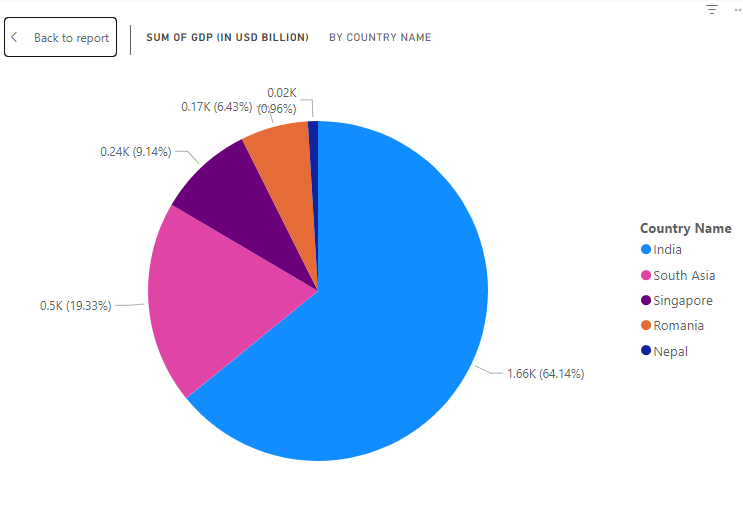 Back to report
SUM OF GDP (IN USD BILLION) BY COUNTRY NAME
0.02K
(0.96%)
0.17K (6.43%)
0.24K (9.14%)
0.5K (19.33%)
1.66K (64.14%)
Country Name
India
South Asia
Singapore
Romania
Nepal